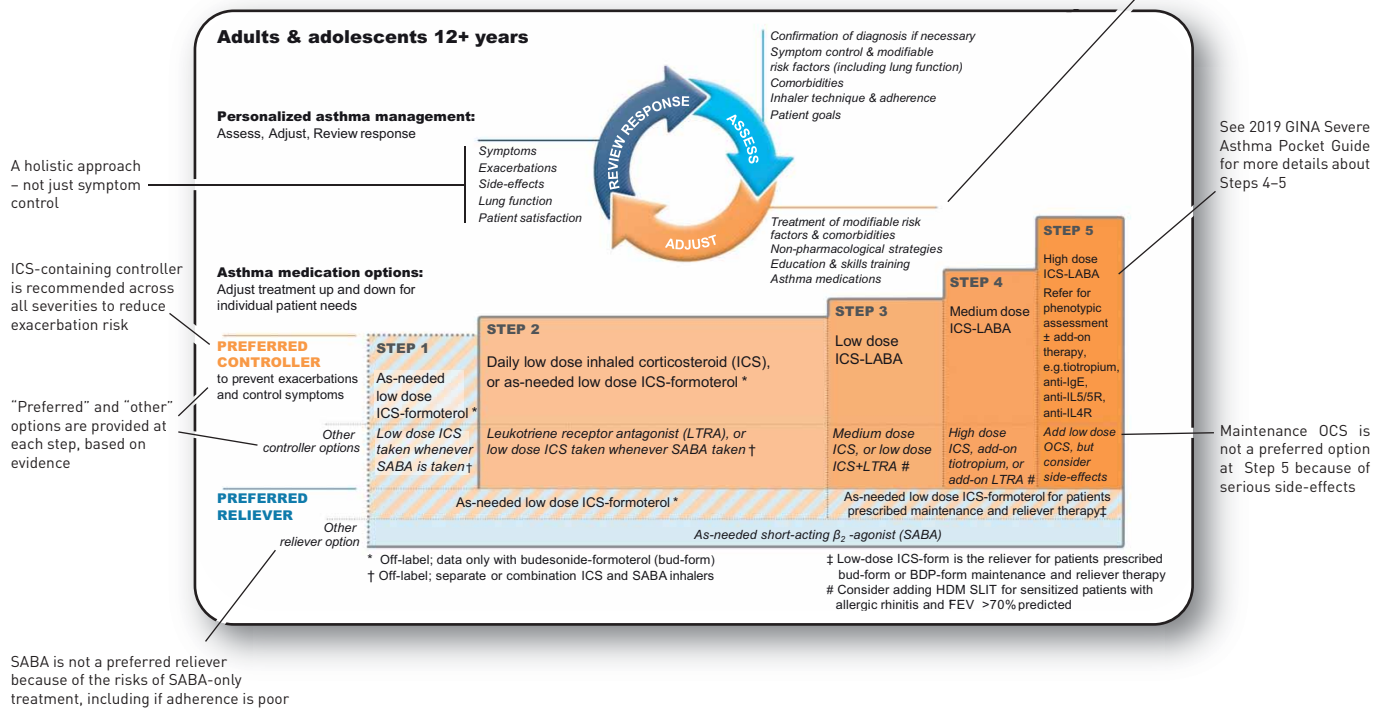 Adults & adolescents 12+ years
Confirmation of diagnosis if necessary
Symptom control & modifiable
risk factors (including lung function)
Comorbidities
Inhaler technique & adherence
Patient goals
Personalized asthma management:
Assess, Adjust, Review response
REVIEW RESPONSE
ASSESS
ADJUST
Symptoms
Exacerbations
Side-effects
Lung function
Patient satisfaction
A holistic approach
– not just symptom
control
See 2019 GINA Severe
Asthma Pocket Guide
for more details about
Steps 4–5
Treatment of modifiable risk
factors & comorbidities
Non-pharmacological strategies
Education & skills training
Asthma medications
Asthma medication options:
Adjust treatment up and down for
individual patient needs
ICS-containing controller
is recommended across
all severities to reduce
exacerbation risk
PREFERRED
CONTROLLER
to prevent exacerbations
and control symptoms
STEP 1
As-needed
low dose
ICS-formoterol *
STEP 2
Daily low dose inhaled corticosteroid (ICS),
or as-needed low dose ICS-formoterol *
STEP 3
Low dose
ICS-LABA
STEP 4
Medium dose
ICS-LABA
STEP 5
High dose
ICS-LABA
Refer for
phenotypic
assessment
± add-on
therapy,
e.g.tiotropium,
anti-IgE,
anti-IL5/5R,
anti-IL4R
"Preferred" and "other"
options are provided at
each step, based on
evidence
Other
controller options
Low dose ICS
taken whenever
SABA is taken†
Leukotriene receptor antagonist (LTRA), or
low dose ICS taken whenever SABA taken †
Medium dose
ICS, or low dose
ICS+LTRA #
High dose
ICS, add-on
tiotropium, or
add-on LTRA #
Add low dose
OCS, but
consider
side-effects
Maintenance OCS is
not a preferred option
at Step 5 because of
serious side-effects
PREFERRED
RELIEVER
As-needed low dose ICS-formoterol *
As-needed low dose ICS-formoterol for patients
prescribed maintenance and reliever therapy‡
Other
reliever option
As-needed short-acting β₂ -agonist (SABA)
* Off-label; data only with budesonide-formoterol (bud-form)
† Off-label; separate or combination ICS and SABA inhalers
‡ Low-dose ICS-form is the reliever for patients prescribed
bud-form or BDP-form maintenance and reliever therapy
# Consider adding HDM SLIT for sensitized patients with
allergic rhinitis and FEV >70% predicted
SABA is not a preferred reliever
because of the risks of SABA-only
treatment, including if adherence is poor